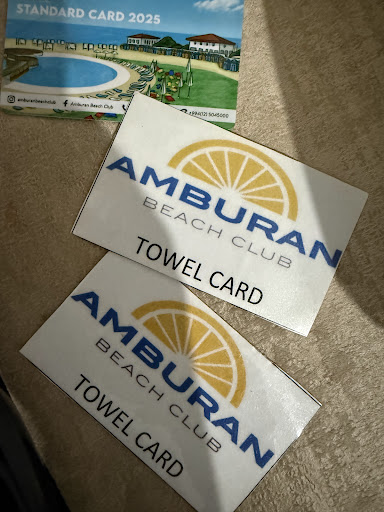 STANDARD CARD 2025
amburanbeachclub
Amburan Beach Club
AMBURAN
BEACH CLUB
TOWEL CARD
AMBURAN
BEACH CLUB
TOWEL CARD